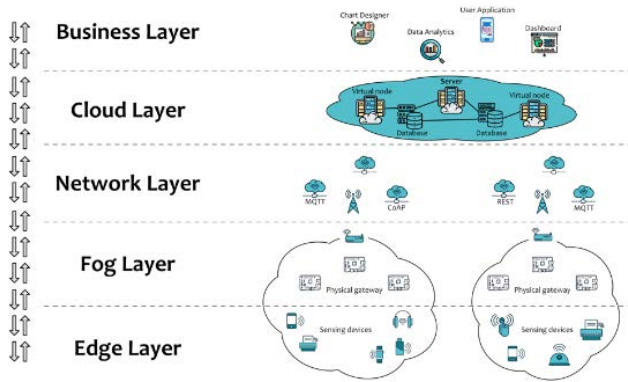 Business Layer
Chart Designer
Data Analytics
User Application
Dashboard
Cloud Layer
Virtual node
Server
Virtual node
Database
Database
Network Layer
MQTT
CoAP
REST
MQTT
Fog Layer
Physical gateway
Physical gateway
Edge Layer
Sensing devices
Sensing devices